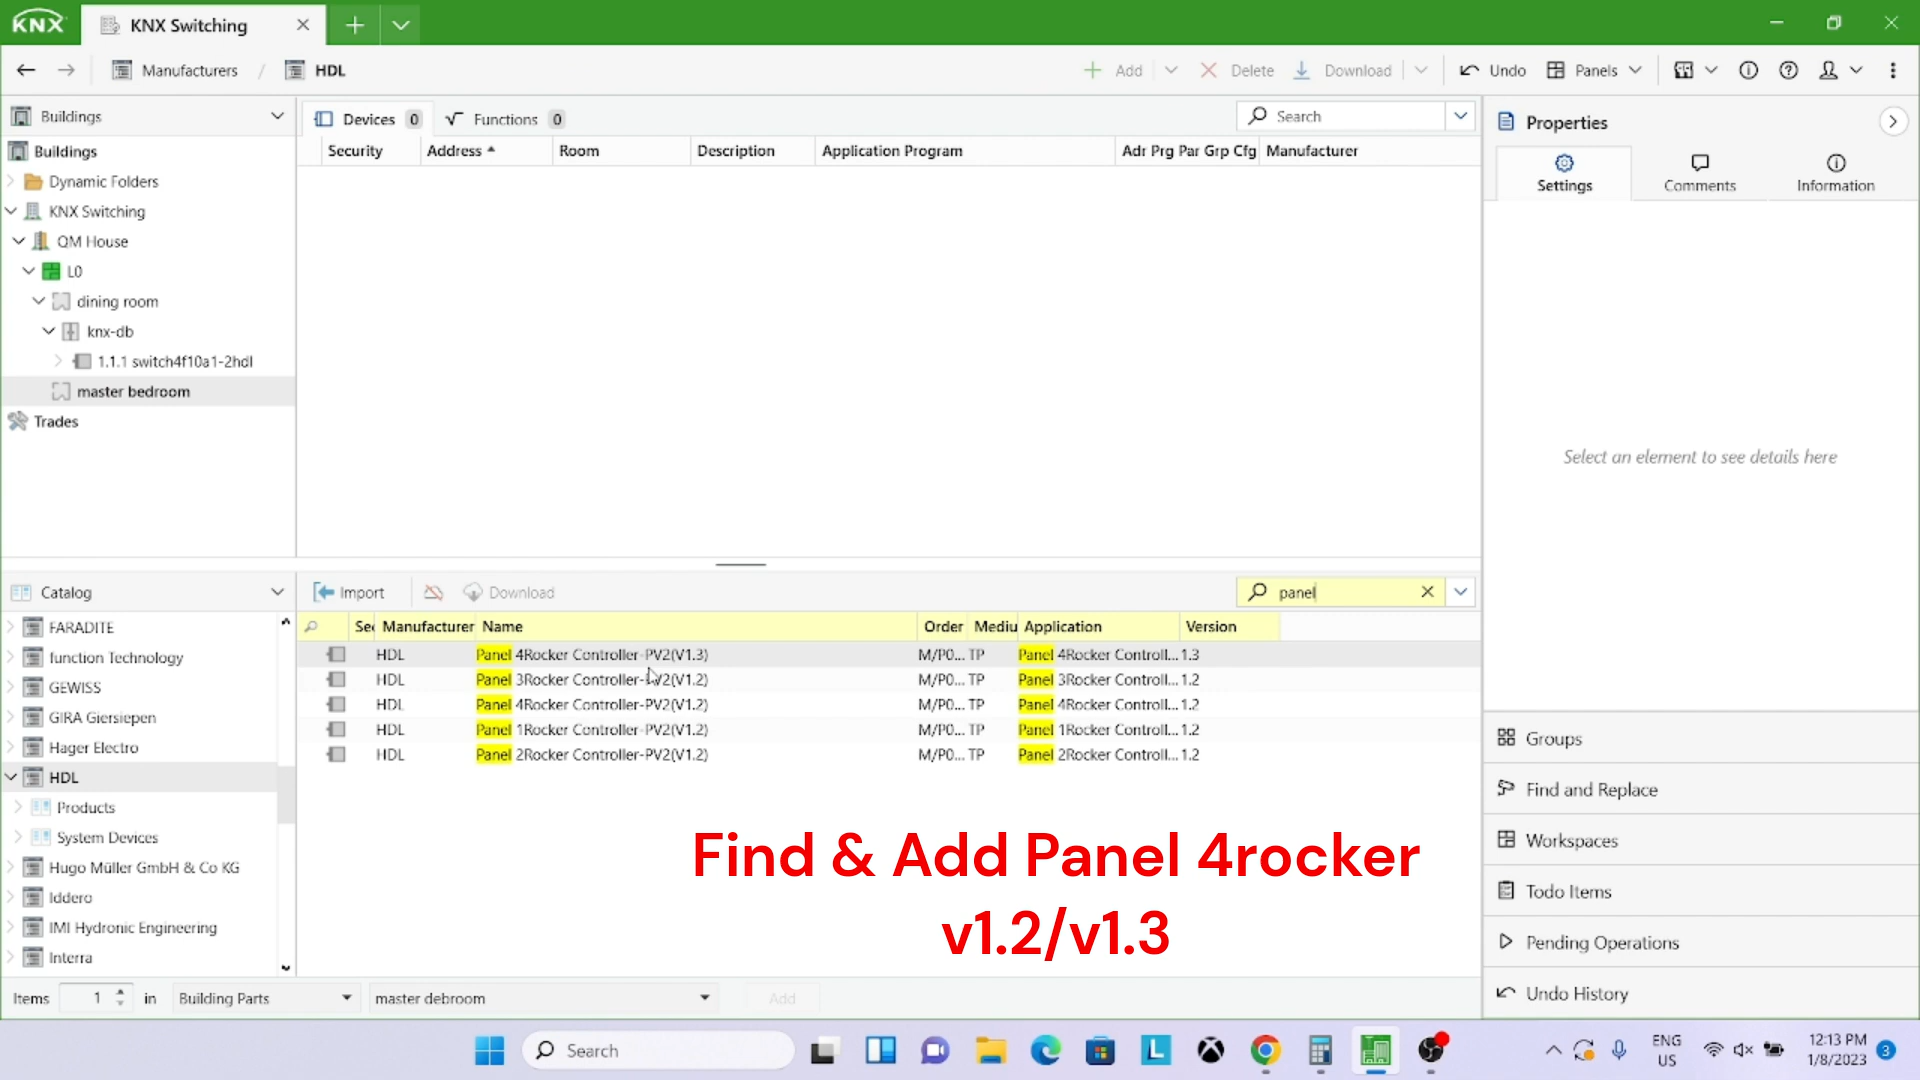 KNX
KNX Switching
Manufacturers / HDL
Add
Delete
Download
Undo
Panels
Buildings
Buildings
Dynamic Folders
KNX Switching
QM House
L0
dining room
knx-db
1.1.1 switch4f10a1-2hdl
master bedroom
Trades
Devices 0
Functions 0
Search
Security Address Room Description Application Program Adr Prg Par Grp Cfg Manufacturer
Properties
Settings
Comments
Information
Select an element to see details here
Groups
Find and Replace
Workspaces
Todo Items
Pending Operations
Undo History
Catalog
FARADITE
function Technology
GEWISS
GIRA Giersiepen
Hager Electro
HDL
Products
System Devices
Hugo Müller GmbH & Co KG
Iddero
IMI Hydronic Engineering
Interra
Import
Download
panel
Sec Manufacturer Name Order Mediu Application Version
HDL Panel 4Rocker Controller-PV2(V1.3) M/P0... TP Panel 4Rocker Controll... 1.3
HDL Panel 3Rocker Controller-PV2(V1.2) M/P0... TP Panel 3Rocker Controll... 1.2
HDL Panel 4Rocker Controller-PV2(V1.2) M/P0... TP Panel 4Rocker Controll... 1.2
HDL Panel 1Rocker Controller-PV2(V1.2) M/P0... TP Panel 1Rocker Controll... 1.2
HDL Panel 2Rocker Controller-PV2(V1.2) M/P0... TP Panel 2Rocker Controll... 1.2
Find & Add Panel 4rocker
v1.2/v1.3
Items 1 in Building Parts master debroom Add
Search
L
ENG
US
12:13 PM
1/8/2023
3